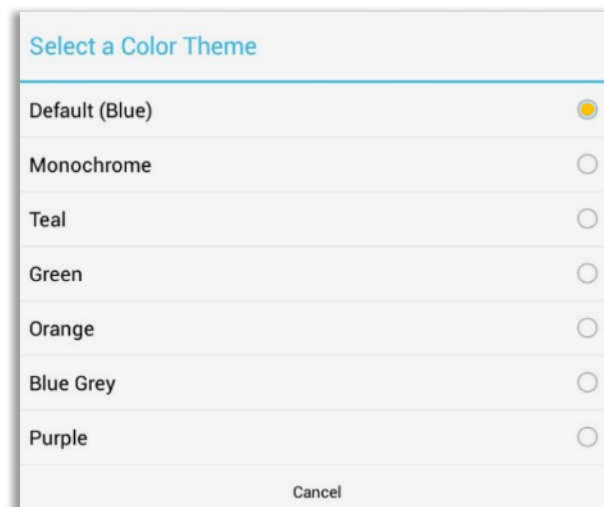 Select a Color Theme
Default (Blue)
Monochrome
Teal
Green
Orange
Blue Grey
Purple
Cancel